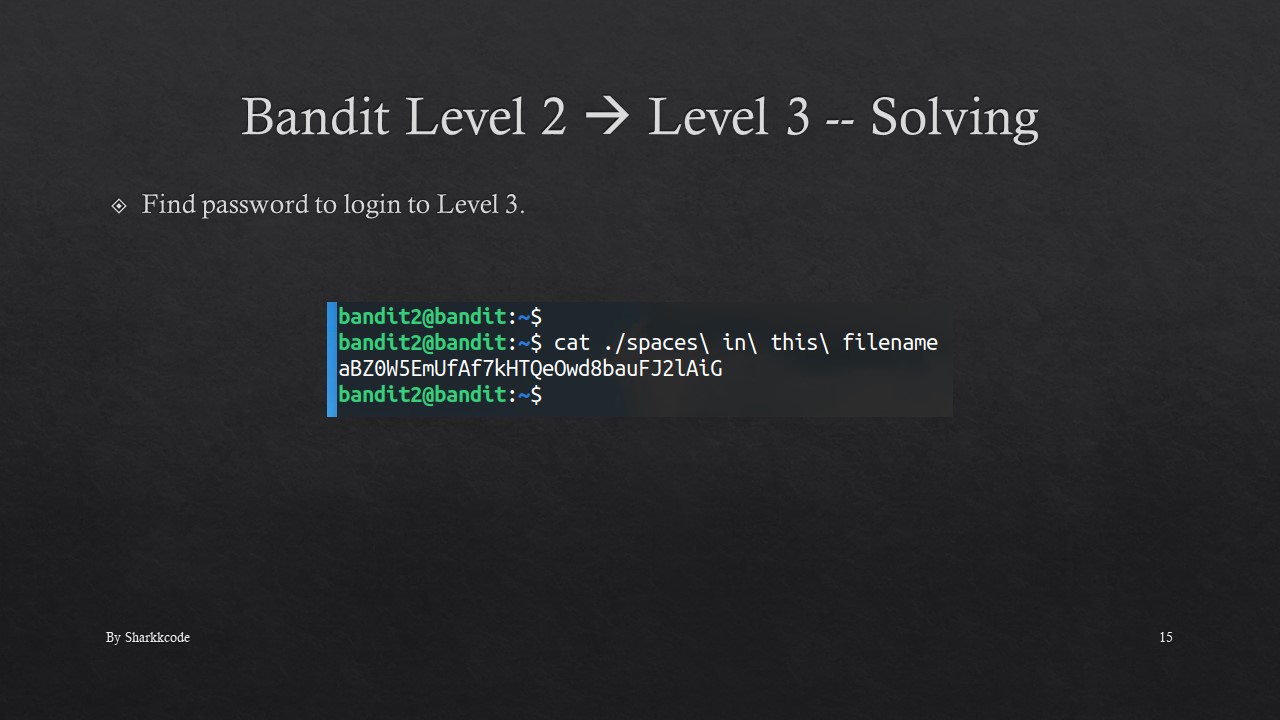 Bandit Level 2 → Level 3 -- Solving
Find password to login to Level 3.
bandit2@bandit:~$
bandit2@bandit:~$ cat ./spaces\ in\ this\ filename
aBZ0W5EmUfAf7kHTQeOwd8bauFJ2lAiG
bandit2@bandit:~$
By Sharkkcode
15